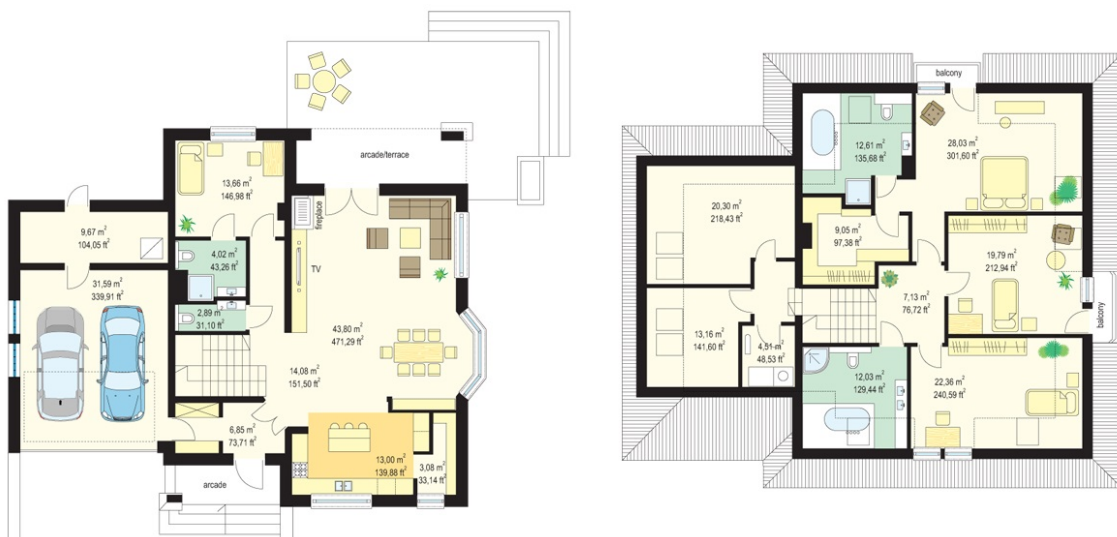 arcade/terrace
13,66 m²
146,98 ft²
fireplace
9,67 m²
104,05 ft²
4,02 m²
43,26 ft²
TV
31,59 m²
339,91 ft²
2,89 m²
31,10 ft²
43,80 m²
471,29 ft²
14,08 m²
151,50 ft²
6,85 m²
73,71 ft²
13,00 m²
139,88 ft²
3,08 m²
33,14 ft²
arcade
balcony
12,61 m²
135,68 ft²
28,03 m²
301,60 ft²
20,30 m²
218,43 ft²
9,05 m²
97,38 ft²
19,79 m²
212,94 ft²
7,13 m²
76,72 ft²
balcony
13,16 m²
141,60 ft²
4,51 m²
48,53 ft²
12,03 m²
129,44 ft²
22,36 m²
240,59 ft²